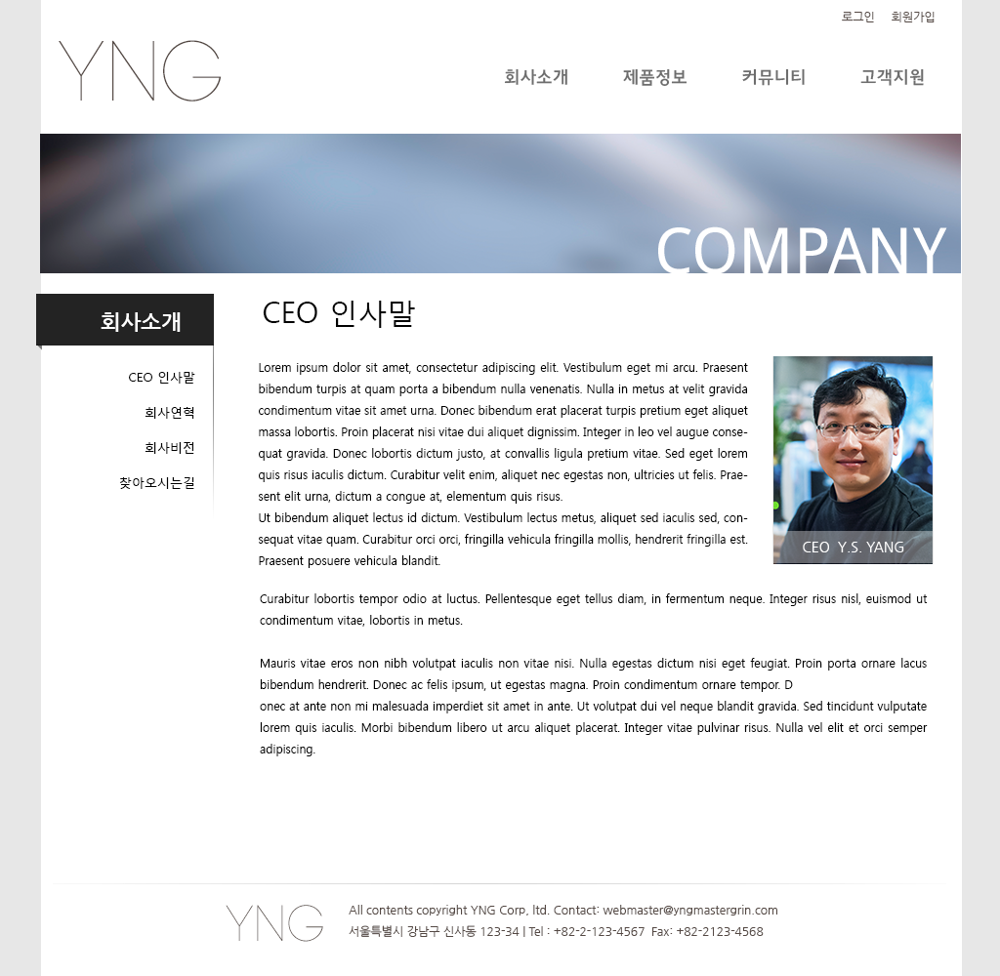 로그인 회원가입
YNG
회사소개 제품정보 커뮤니티 고객지원
COMPANY
회사소개
CEO 인사말
회사연혁
회사비전
찾아오시는길
CEO 인사말
Lorem ipsum dolor sit amet, consectetur adipiscing elit. Vestibulum eget mi arcu. Praesent
bibendum turpis at quam porta a bibendum nulla venenatis. Nulla in metus at velit gravida
condimentum vitae sit amet urna. Donec bibendum erat placerat turpis pretium eget aliquet
massa lobortis. Proin placerat nisi vitae dui aliquet dignissim. Integer in leo vel augue conse-
quat gravida. Donec lobortis dictum justo, at convallis ligula pretium vitae. Sed eget lorem
quis risus iaculis dictum. Curabitur velit enim, aliquet nec egestas non, ultricies ut felis. Prae-
sent elit urna, dictum a congue at, elementum quis risus.
Ut bibendum aliquet lectus id dictum. Vestibulum lectus metus, aliquet sed iaculis sed, con-
sequat vitae quam. Curabitur orci orci, fringilla vehicula fringilla mollis, hendrerit fringilla est.
Praesent posuere vehicula blandit.
CEO Y.S. YANG
Curabitur lobortis tempor odio at luctus. Pellentesque eget tellus diam, in fermentum neque. Integer risus nisl, euismod ut
condimentum vitae, lobortis in metus.
Mauris vitae eros non nibh volutpat iaculis non vitae nisi. Nulla egestas dictum nisi eget feugiat. Proin porta ornare lacus
bibendum hendrerit. Donec ac felis ipsum, ut egestas magna. Proin condimentum ornare tempor. D
onec at ante non mi malesuada imperdiet sit amet in ante. Ut volutpat dui vel neque blandit gravida. Sed tincidunt vulputate
lorem quis iaculis. Morbi bibendum libero ut arcu aliquet placerat. Integer vitae pulvinar risus. Nulla vel elit et orci semper
adipiscing.
YNG
All contents copyright YNG Corp, ltd. Contact: webmaster@yngmastergrin.com
서울특별시 강남구 신사동 123-34 | Tel : +82-2-123-4567 Fax: +82-2123-4568